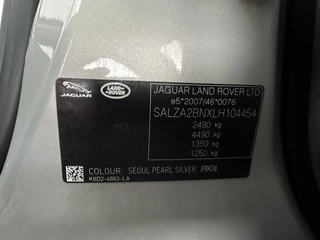 JAGUAR
LAND ROVER
JAGUAR LAND ROVER LTD
e5*2007/46*0076
SALZA2BNXLH104454
2490 kg
4490 kg
1350 kg
1250 kg
COLOUR: SEOUL PEARL SILVER
K8D2-4863-LA